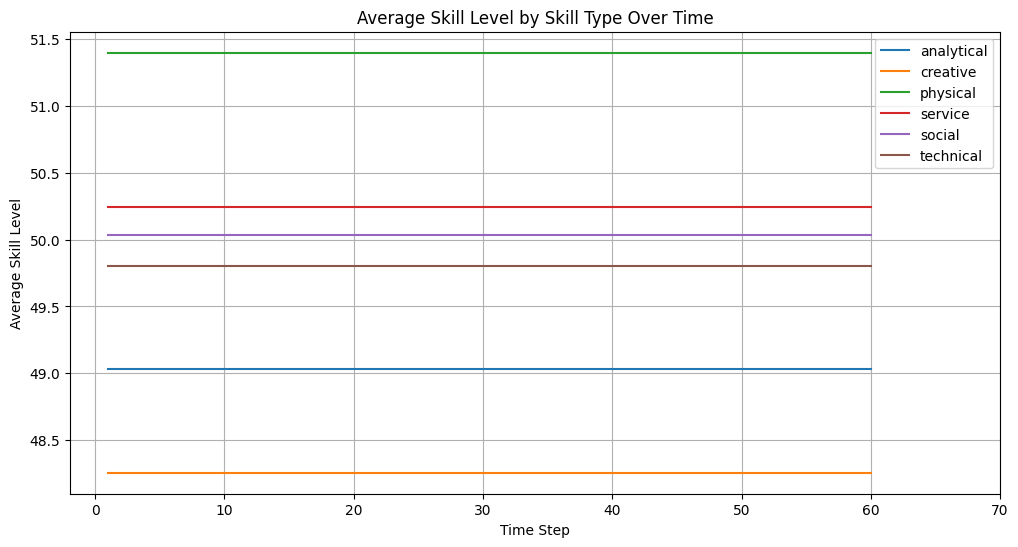 Average Skill Level by Skill Type Over Time
51.5
51.0
50.5
50.0
49.5
49.0
48.5
Average Skill Level
analytical
creative
physical
service
social
technical
0 10 20 30 40 50 60 70
Time Step